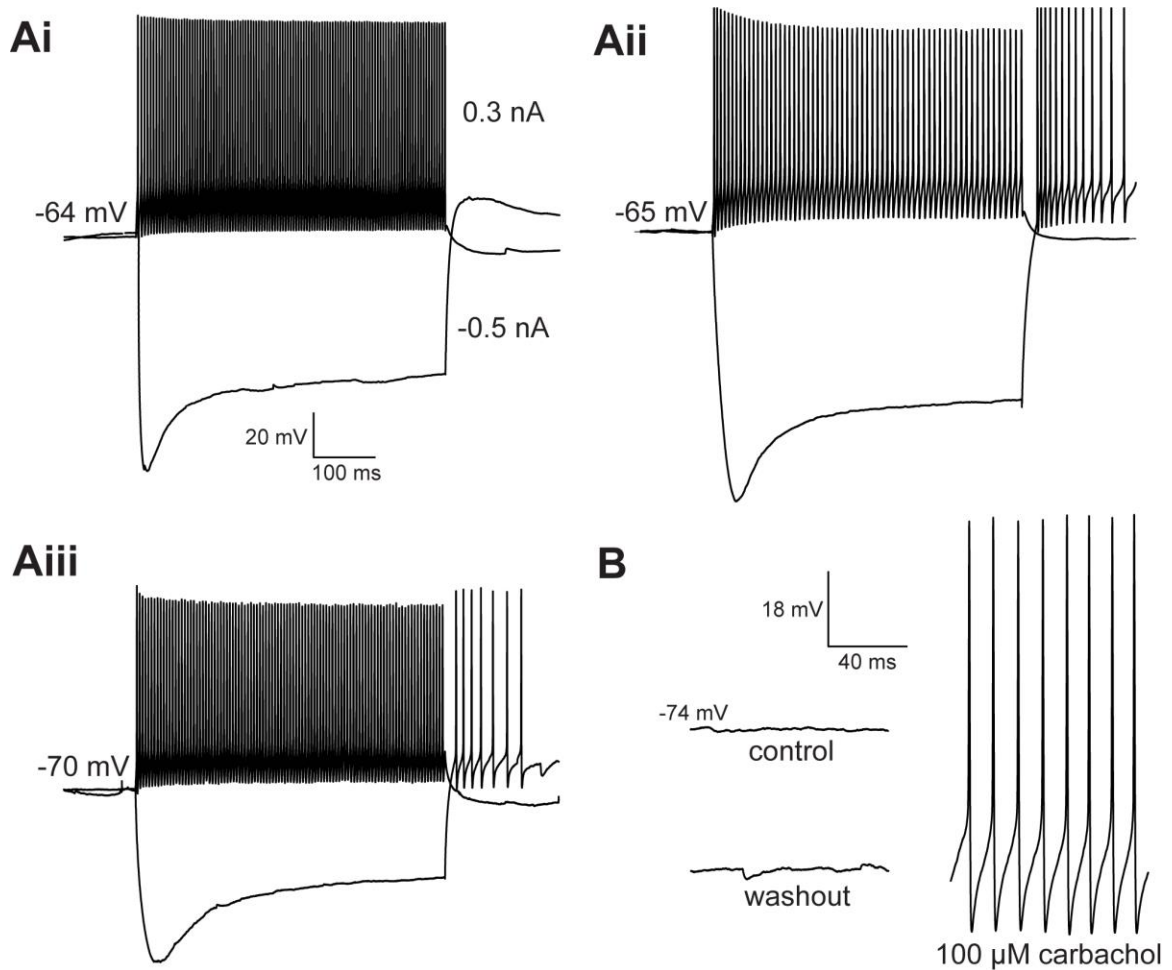 Ai
0.3 nA
-64 mV
-0.5 nA
20 mV
100 ms
Aii
-65 mV
Aiii
-70 mV
B
18 mV
40 ms
-74 mV
control
washout
100 µM carbachol